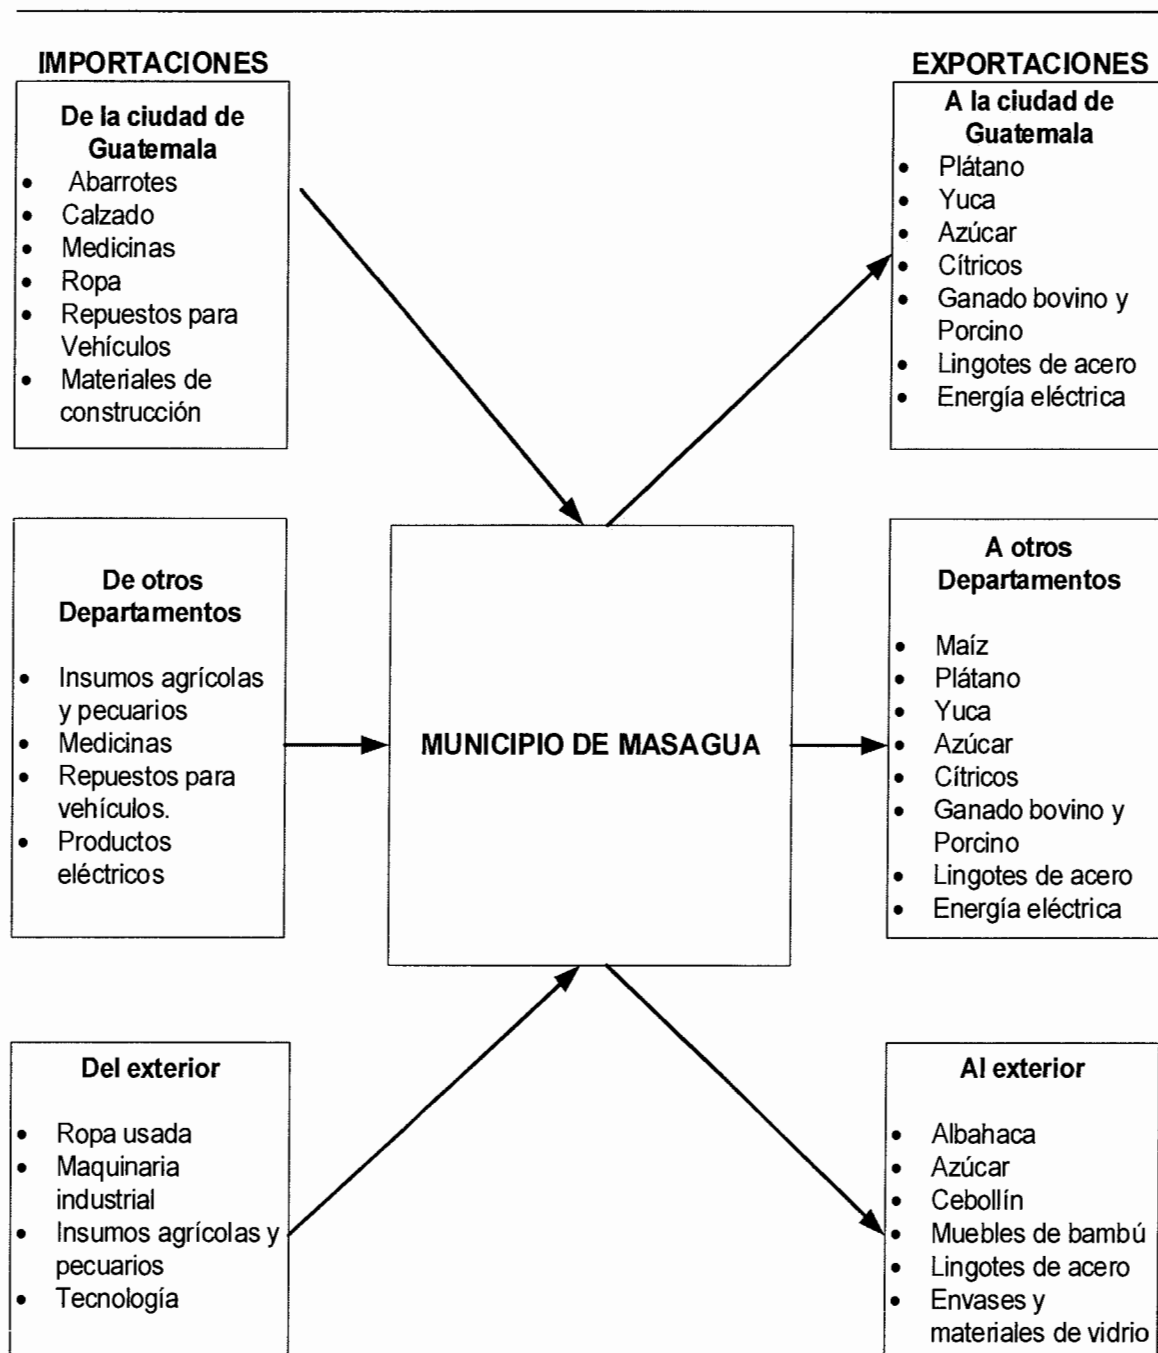 IMPORTACIONES
De la ciudad de
Guatemala
• Abarrotes
• Calzado
• Medicinas
• Ropa
• Repuestos para
Vehículos
• Materiales de
construcción
De otros
Departamentos
• Insumos agrícolas
y pecuarios
• Medicinas
• Repuestos para
vehículos.
• Productos
eléctricos
Del exterior
• Ropa usada
• Maquinaria
industrial
• Insumos agrícolas y
pecuarios
• Tecnología
MUNICIPIO DE MASAGUA
EXPORTACIONES
A la ciudad de
Guatemala
• Plátano
• Yuca
• Azúcar
• Cítricos
• Ganado bovino y
Porcino
• Lingotes de acero
• Energía eléctrica
A otros
Departamentos
• Maíz
• Plátano
• Yuca
• Azúcar
• Cítricos
• Ganado bovino y
Porcino
• Lingotes de acero
• Energía eléctrica
Al exterior
• Albahaca
• Azúcar
• Cebollín
• Muebles de bambú
• Lingotes de acero
• Envases y
materiales de vidrio